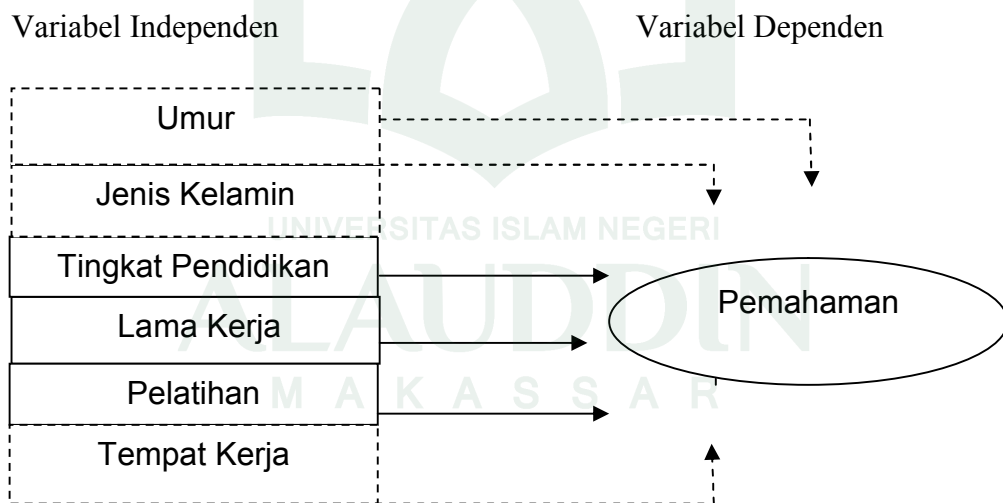 Variabel Independen Variabel Dependen
Umur
Jenis Kelamin
UNIVERSITAS ISLAM NEGERI
Tingkat Pendidikan
Pemahaman
ALAUDDIN
Lama Kerja
Pelatihan
MAKASSAR
Tempat Kerja